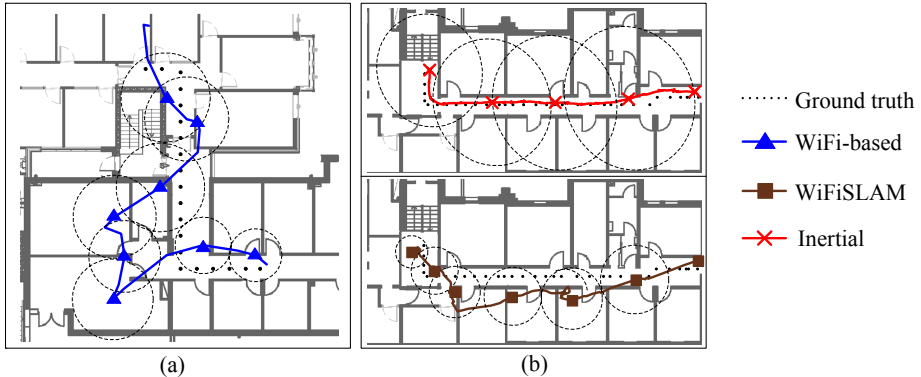 Ground truth
WiFi-based
WiFiSLAM
Inertial
(a)
(b)